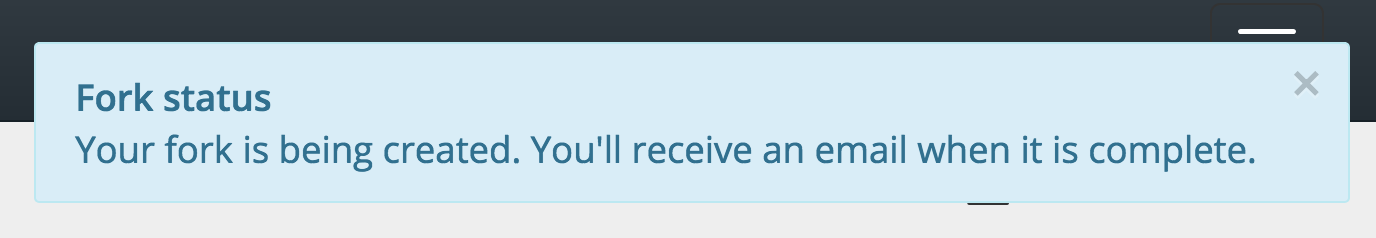 Fork status
Your fork is being created. You'll receive an email when it is complete.